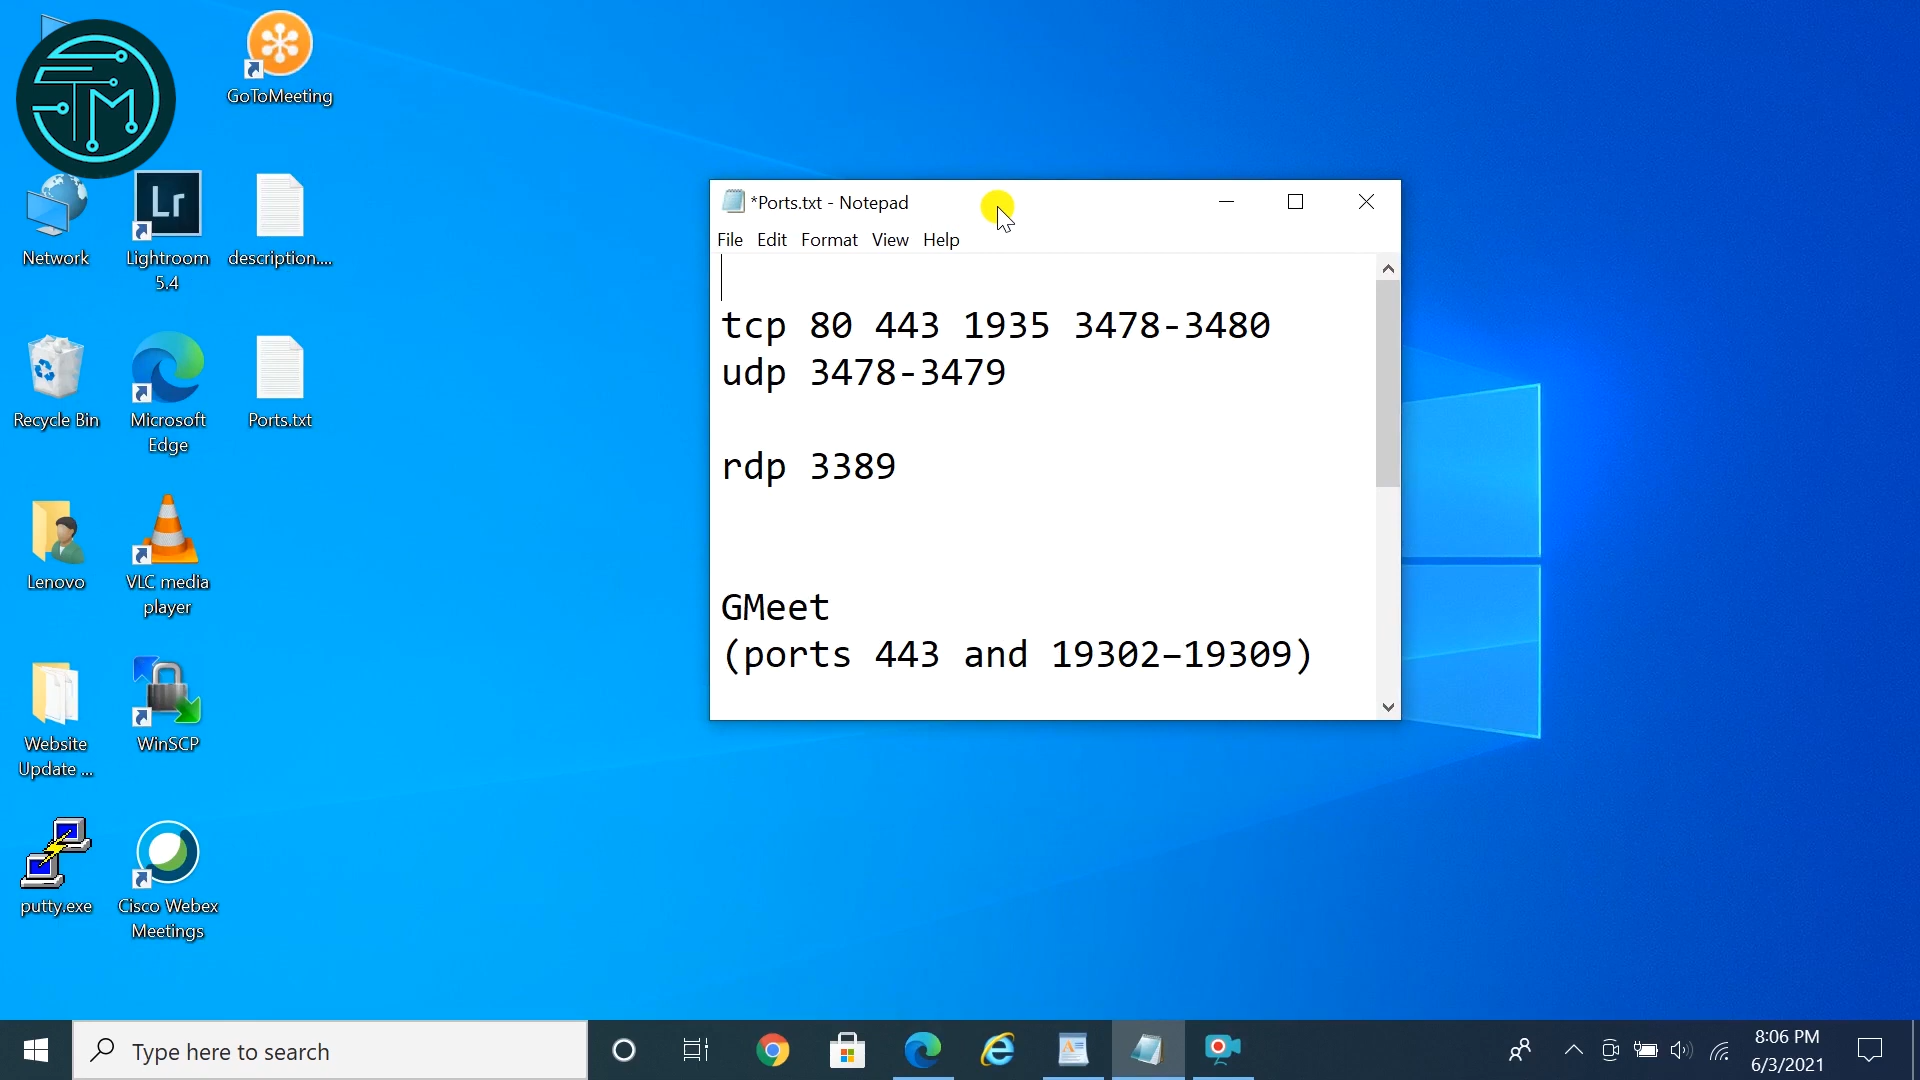 TM
GoToMeeting
Network
Lr
Lightroom
5.4
description....
Recycle Bin
Microsoft
Edge
Ports.txt
Lenovo
VLC media
player
Website
Update ...
WinSCP
putty.exe
Cisco Webex
Meetings
*Ports.txt - Notepad
File Edit Format View Help
tcp 80 443 1935 3478-3480
udp 3478-3479
rdp 3389
GMeet
(ports 443 and 19302–19309)
Type here to search
8:06 PM
6/3/2021